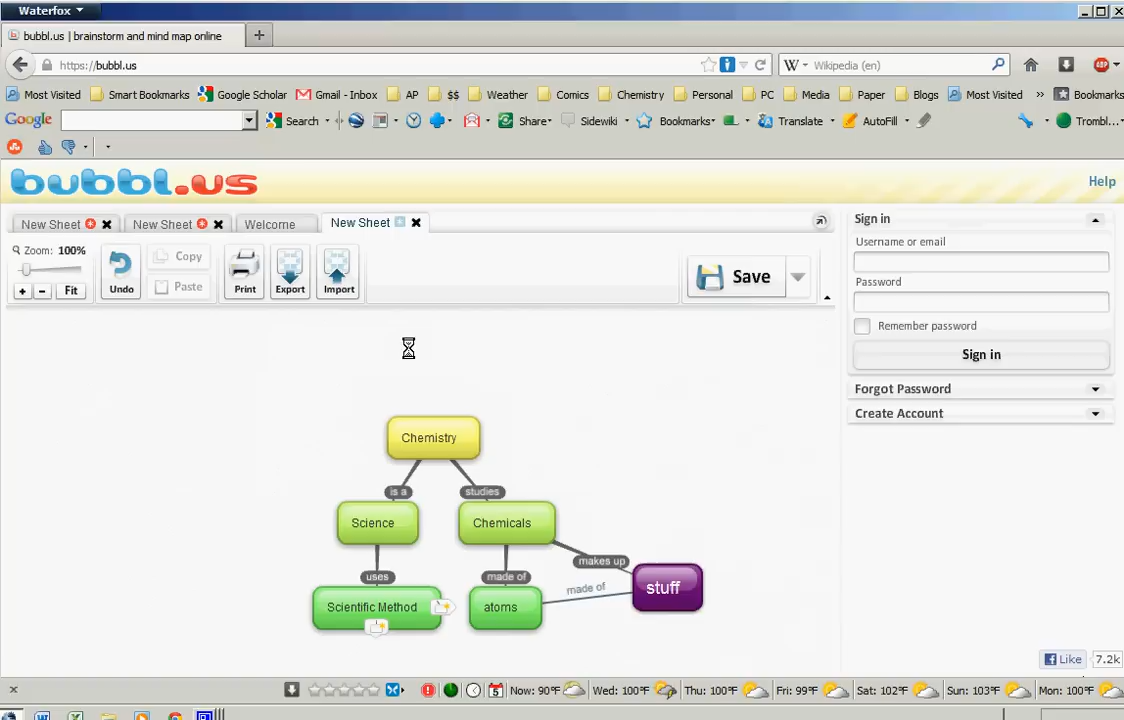 Waterfox
bubbl.us | brainstorm and mind map online
https://bubbl.us
W Wikipedia (en)
ABP
Most Visited Smart Bookmarks Google Scholar Gmail - Inbox AP $$ Weather Comics Chemistry Personal PC Media Paper Blogs Most Visited » Bookmarks
Google Search Share Sidewiki Bookmarks Translate AutoFill Trombl...
bubbl.us
Help
New Sheet New Sheet Welcome New Sheet
Zoom: 100%
+ - Fit
Undo
Copy
Paste
Print
Export
Import
Save
Sign in
Username or email
Password
Remember password
Sign in
Forgot Password
Create Account
Chemistry
is a
studies
Science
Chemicals
uses
made of
makes up
Scientific Method
atoms
made of
stuff
Like 7.2k
5 Now: 90°F Wed: 100°F Thu: 100°F Fri: 99°F Sat: 102°F Sun: 103°F Mon: 100°F